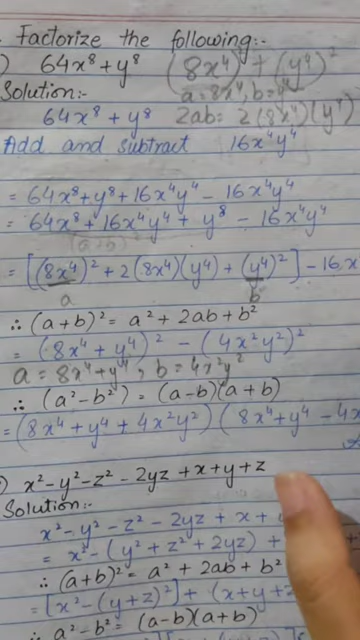 Factorize the following:-
64x⁸+y⁸ (8x⁴)²+(y⁴)²
Solution:- a=8x⁴, b=y⁴
64x⁸+y⁸ 2ab=2(8x⁴)(y⁴)
Add and subtract 16x⁴y⁴
=64x⁸+y⁸+16x⁴y⁴-16x⁴y⁴
=64x⁸+16x⁴y⁴+y⁸-16x⁴y⁴
(a+b)²
=[(8x⁴)²+2(8x⁴)(y⁴)+(y⁴)²]-16x
a b
∴(a+b)²=a²+2ab+b²
=(8x⁴+y⁴)²-(4x²y²)²
a=8x⁴+y⁴, b=4x²y²
∴(a²-b²)=(a-b)(a+b)
=(8x⁴+y⁴+4x²y²)(8x⁴+y⁴-4x
) x²-y²-z²-2yz+x+y+z
Solution:-
x²-y²-z²-2yz+x+
=x²-(y²+z²+2yz)+
∴(a+b)²=a²+2ab+b²
=[x²-(y+z)²]+(x+y+z
∴a²-b²=(a-b)(a+b)